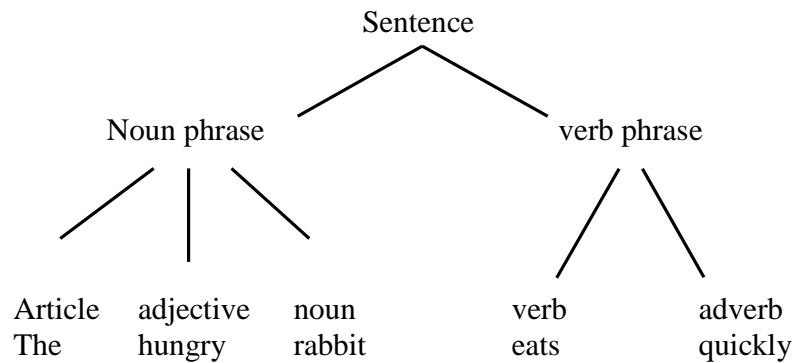 Sentence
Noun phrase verb phrase
Article adjective noun verb adverb
The hungry rabbit eats quickly